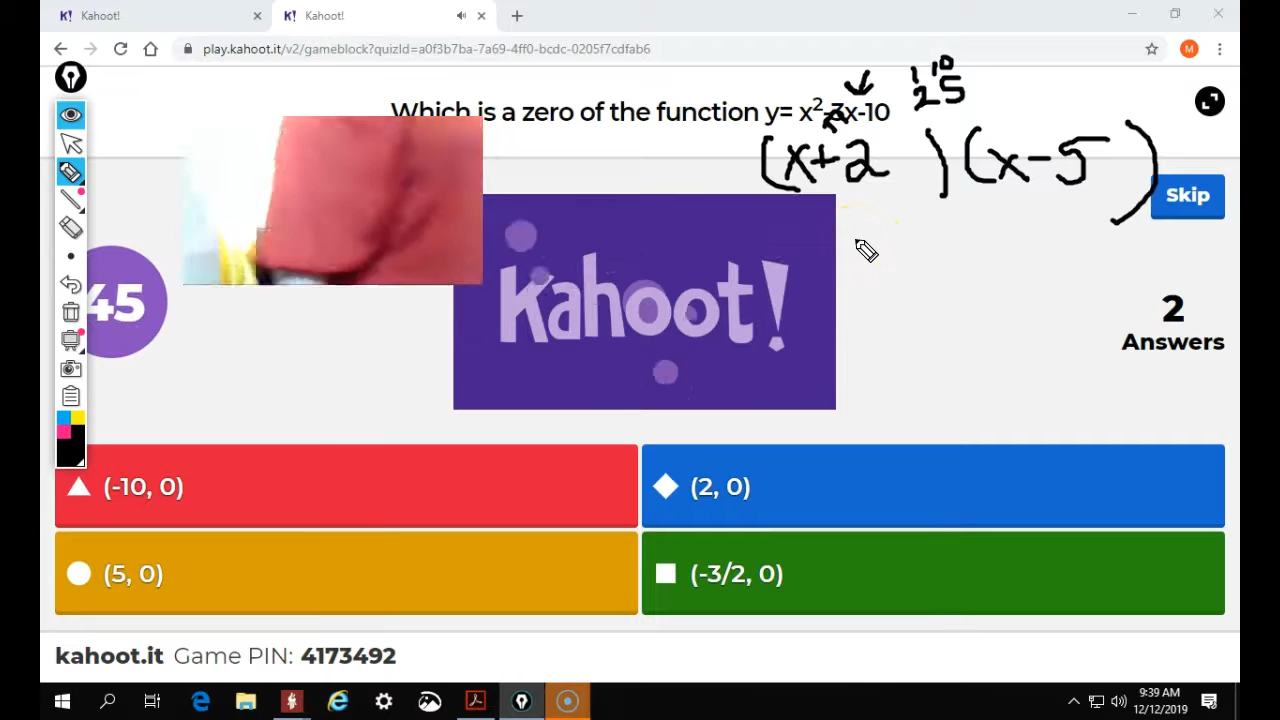 K! Kahoot!
K! Kahoot!
play.kahoot.it/v2/gameblock?quizId=a0f3b7ba-7a69-4ff0-bcdc-0205f7cdfab6
M
1 10
2 5
Which is a zero of the function y= x²-3x-10
(x+2 ) (x-5 )
Skip
Kahoot!
45
2
Answers
(-10, 0)
(2, 0)
(5, 0)
(-3/2, 0)
kahoot.it Game PIN: 4173492
9:39 AM
12/12/2019